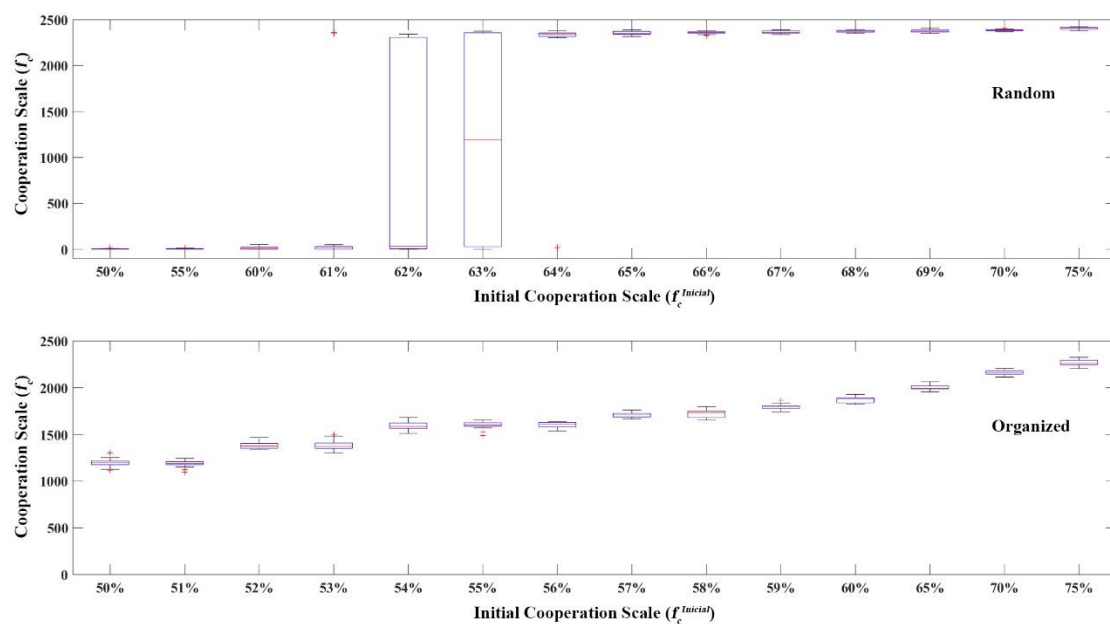 2500
2000
1500
1000
500
0
Cooperation Scale (f_c)
Random
50% 55% 60% 61% 62% 63% 64% 65% 66% 67% 68% 69% 70% 75%
Initial Cooperation Scale (f_c^Inicial)
2500
2000
1500
1000
500
0
Cooperation Scale (f_c)
Organized
50% 51% 52% 53% 54% 55% 56% 57% 58% 59% 60% 65% 70% 75%
Initial Cooperation Scale (f_c^Inicial)